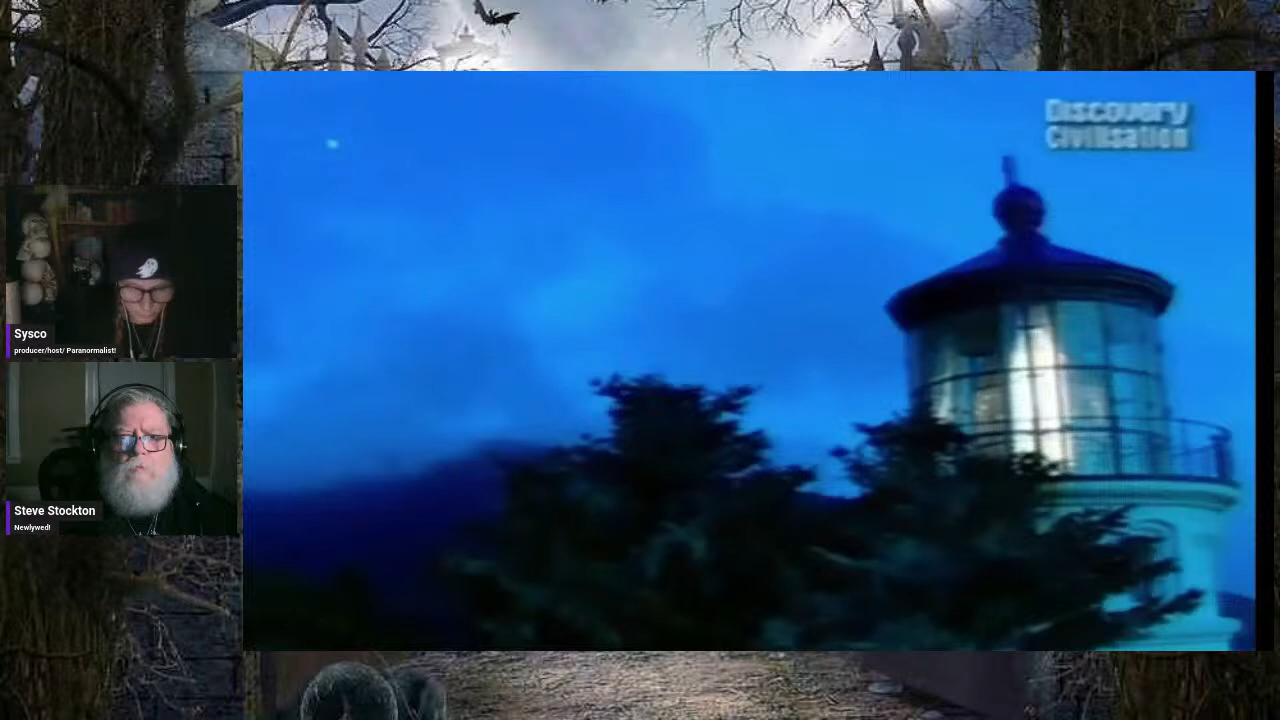 Discovery
Civilisation
Sysco
producer/host/ Paranormalist!
Steve Stockton
Newlywed!